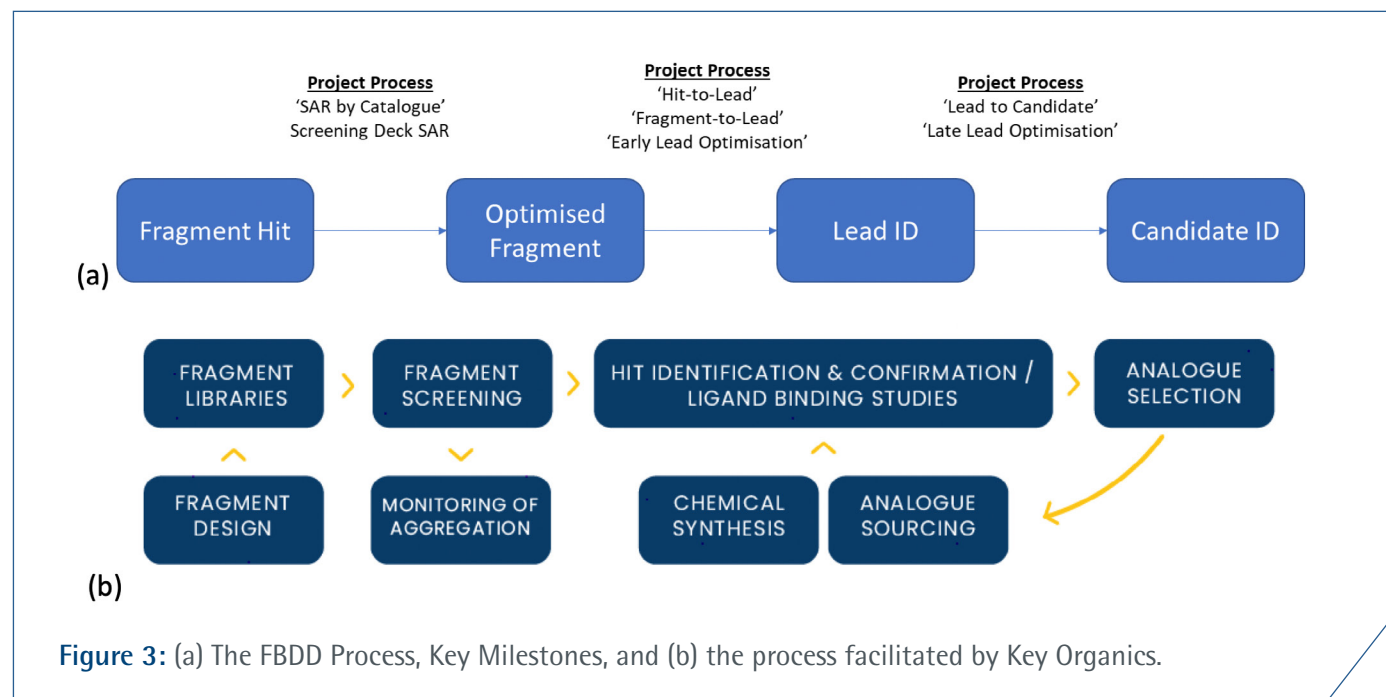 Project Process
'SAR by Catalogue'
Screening Deck SAR
Project Process
'Hit-to-Lead'
'Fragment-to-Lead'
'Early Lead Optimisation'
Project Process
'Lead to Candidate'
'Late Lead Optimisation'
Fragment Hit
Optimised
Fragment
Lead ID
Candidate ID
(a)
FRAGMENT
LIBRARIES
FRAGMENT
SCREENING
HIT IDENTIFICATION & CONFIRMATION /
LIGAND BINDING STUDIES
ANALOGUE
SELECTION
FRAGMENT
DESIGN
MONITORING OF
AGGREGATION
CHEMICAL
SYNTHESIS
ANALOGUE
SOURCING
(b)
Figure 3: (a) The FBDD Process, Key Milestones, and (b) the process facilitated by Key Organics.